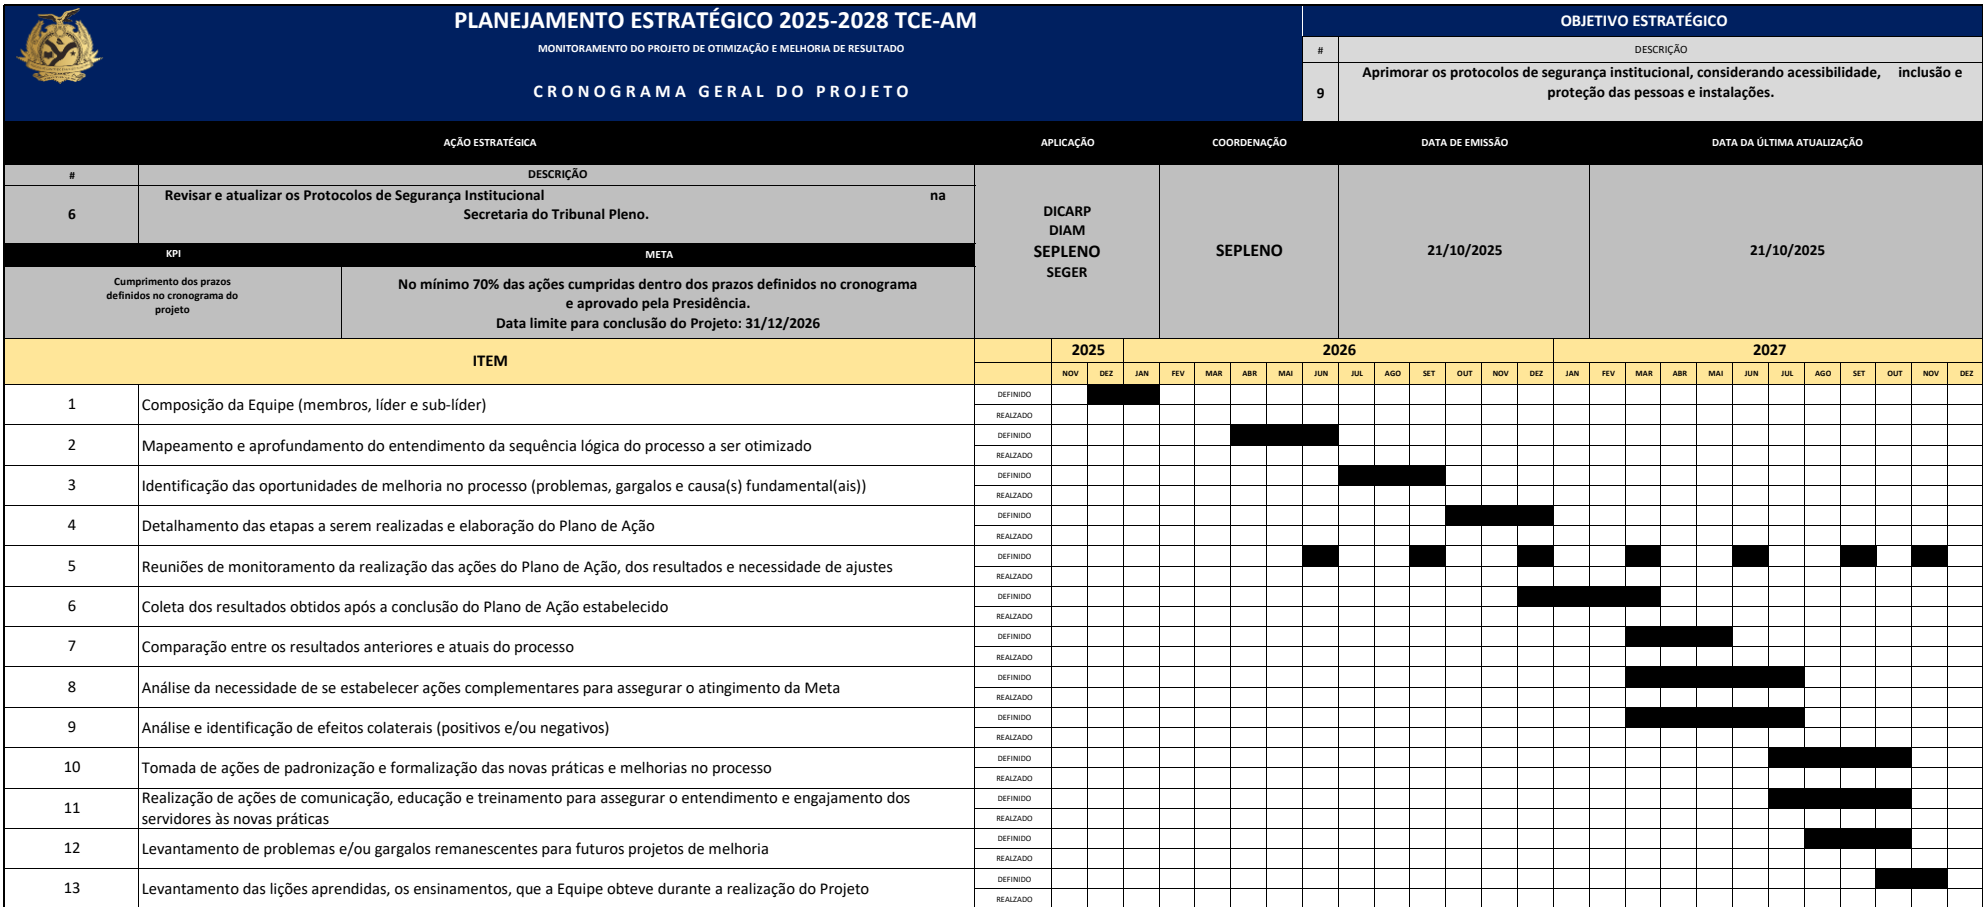 PLANEJAMENTO ESTRATÉGICO 2025-2028 TCE-AM
MONITORAMENTO DO PROJETO DE OTIMIZAÇÃO E MELHORIA DE RESULTADO
CRONOGRAMA GERAL DO PROJETO
OBJETIVO ESTRATÉGICO
# DESCRIÇÃO
9 Aprimorar os protocolos de segurança institucional, considerando acessibilidade, inclusão e
proteção das pessoas e instalações.
AÇÃO ESTRATÉGICA APLICAÇÃO COORDENAÇÃO DATA DE EMISSÃO DATA DA ÚLTIMA ATUALIZAÇÃO
# DESCRIÇÃO
6 Revisar e atualizar os Protocolos de Segurança Institucional na
Secretaria do Tribunal Pleno.
DICARP
DIAM
SEPLENO
SEGER
SEPLENO
21/10/2025
21/10/2025
KPI META
Cumprimento dos prazos
definidos no cronograma do
projeto
No mínimo 70% das ações cumpridas dentro dos prazos definidos no cronograma
e aprovado pela Presidência.
Data limite para conclusão do Projeto: 31/12/2026
ITEM
2025 2026 2027
NOV DEZ JAN FEV MAR ABR MAI JUN JUL AGO SET OUT NOV DEZ JAN FEV MAR ABR MAI JUN JUL AGO SET OUT NOV DEZ
1 Composição da Equipe (membros, líder e sub-líder)
DEFINIDO
REALZADO
2 Mapeamento e aprofundamento do entendimento da sequência lógica do processo a ser otimizado
DEFINIDO
REALZADO
3 Identificação das oportunidades de melhoria no processo (problemas, gargalos e causa(s) fundamental(ais))
DEFINIDO
REALZADO
4 Detalhamento das etapas a serem realizadas e elaboração do Plano de Ação
DEFINIDO
REALZADO
5 Reuniões de monitoramento da realização das ações do Plano de Ação, dos resultados e necessidade de ajustes
DEFINIDO
REALZADO
6 Coleta dos resultados obtidos após a conclusão do Plano de Ação estabelecido
DEFINIDO
REALZADO
7 Comparação entre os resultados anteriores e atuais do processo
DEFINIDO
REALZADO
8 Análise da necessidade de se estabelecer ações complementares para assegurar o atingimento da Meta
DEFINIDO
REALZADO
9 Análise e identificação de efeitos colaterais (positivos e/ou negativos)
DEFINIDO
REALZADO
10 Tomada de ações de padronização e formalização das novas práticas e melhorias no processo
DEFINIDO
REALZADO
11 Realização de ações de comunicação, educação e treinamento para assegurar o entendimento e engajamento dos
servidores às novas práticas
DEFINIDO
REALZADO
12 Levantamento de problemas e/ou gargalos remanescentes para futuros projetos de melhoria
DEFINIDO
REALZADO
13 Levantamento das lições aprendidas, os ensinamentos, que a Equipe obteve durante a realização do Projeto
DEFINIDO
REALZADO